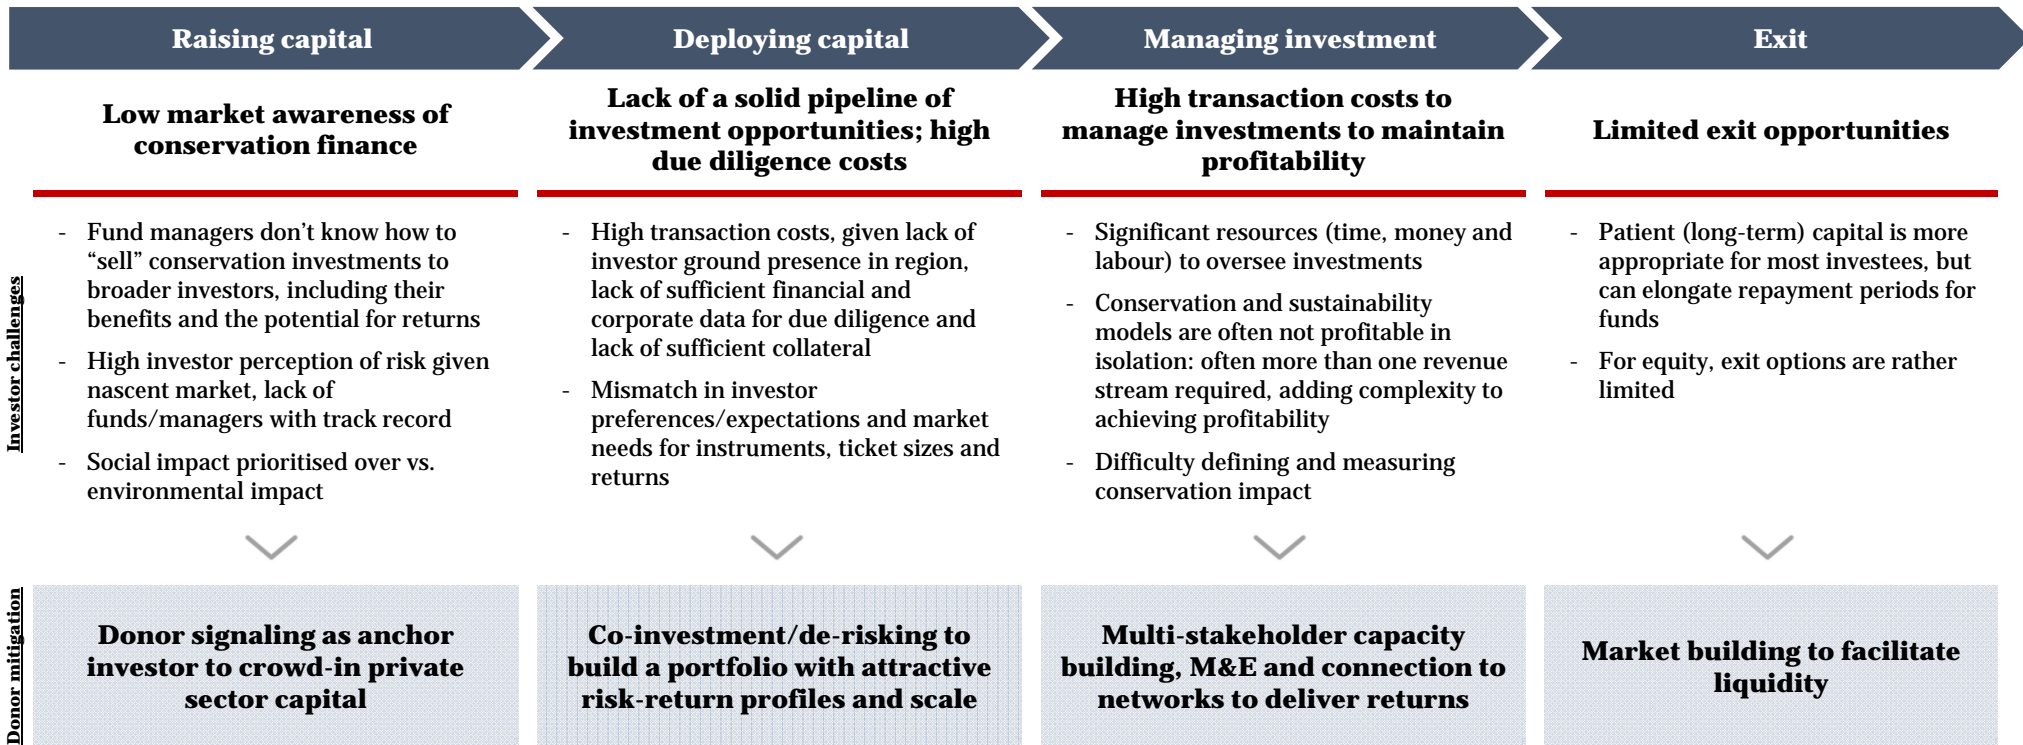 Raising capital
Deploying capital
Managing investment
Exit
Low market awareness of
conservation finance
Lack of a solid pipeline of
investment opportunities; high
due diligence costs
High transaction costs to
manage investments to maintain
profitability
Limited exit opportunities
Investor challenges
- Fund managers don’t know how to
“sell” conservation investments to
broader investors, including their
benefits and the potential for returns
- High investor perception of risk given
nascent market, lack of
funds/managers with track record
- Social impact prioritised over vs.
environmental impact
- High transaction costs, given lack of
investor ground presence in region,
lack of sufficient financial and
corporate data for due diligence and
lack of sufficient collateral
- Mismatch in investor
preferences/expectations and market
needs for instruments, ticket sizes and
returns
- Significant resources (time, money and
labour) to oversee investments
- Conservation and sustainability
models are often not profitable in
isolation: often more than one revenue
stream required, adding complexity to
achieving profitability
- Difficulty defining and measuring
conservation impact
- Patient (long-term) capital is more
appropriate for most investees, but
can elongate repayment periods for
funds
- For equity, exit options are rather
limited
Donor mitigation
Donor signaling as anchor
investor to crowd-in private
sector capital
Co-investment/de-risking to
build a portfolio with attractive
risk-return profiles and scale
Multi-stakeholder capacity
building, M&E and connection to
networks to deliver returns
Market building to facilitate
liquidity